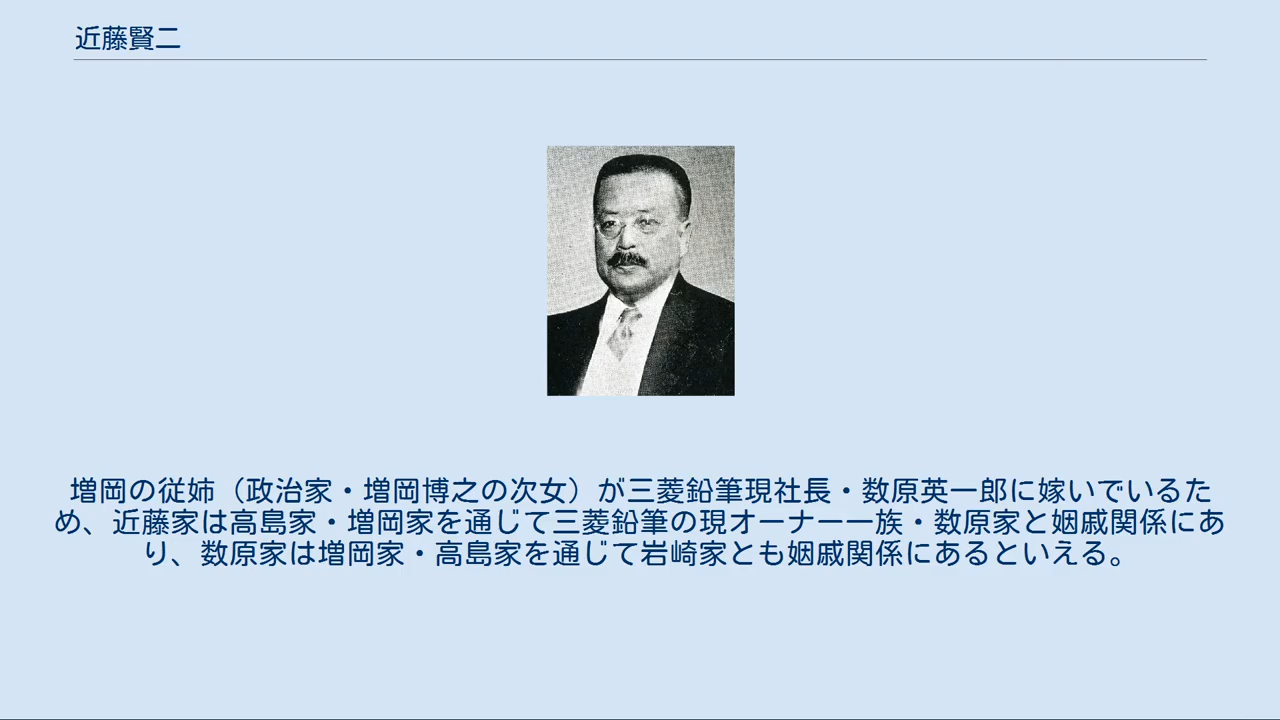 近藤賢二
増岡の従姉（政治家・増岡博之の次女）が三菱鉛筆現社長・数原英一郎に嫁いでいるた
め、近藤家は高島家・増岡家を通じて三菱鉛筆の現オーナー一族・数原家と姻戚関係にあ
り、数原家は増岡家・高島家を通じて岩崎家とも姻戚関係にあるといえる。